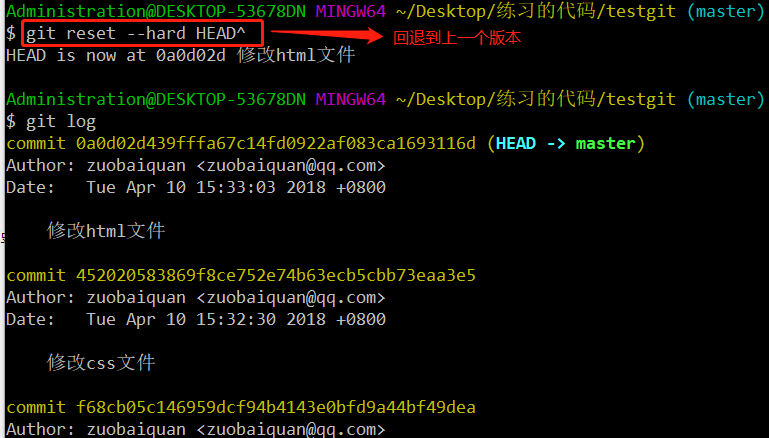 Administration@DESKTOP-53678DN MINGW64 ~/Desktop/练习的代码/testgit (master)
$ git reset --hard HEAD^ 回退到上一个版本
HEAD is now at 0a0d02d 修改html文件
Administration@DESKTOP-53678DN MINGW64 ~/Desktop/练习的代码/testgit (master)
$ git log
commit 0a0d02d439fffa67c14fd0922af083ca1693116d (HEAD -> master)
Author: zuobaiquan <zuobaiquan@qq.com>
Date:   Tue Apr 10 15:33:03 2018 +0800
修改html文件
commit 452020583869f8ce752e74b63ecb5cbb73eaa3e5
Author: zuobaiquan <zuobaiquan@qq.com>
Date:   Tue Apr 10 15:32:30 2018 +0800
修改css文件
commit f68cb05c146959dcf94b4143e0bfd9a44bf49dea
Author: zuobaiquan <zuobaiquan@qq.com>